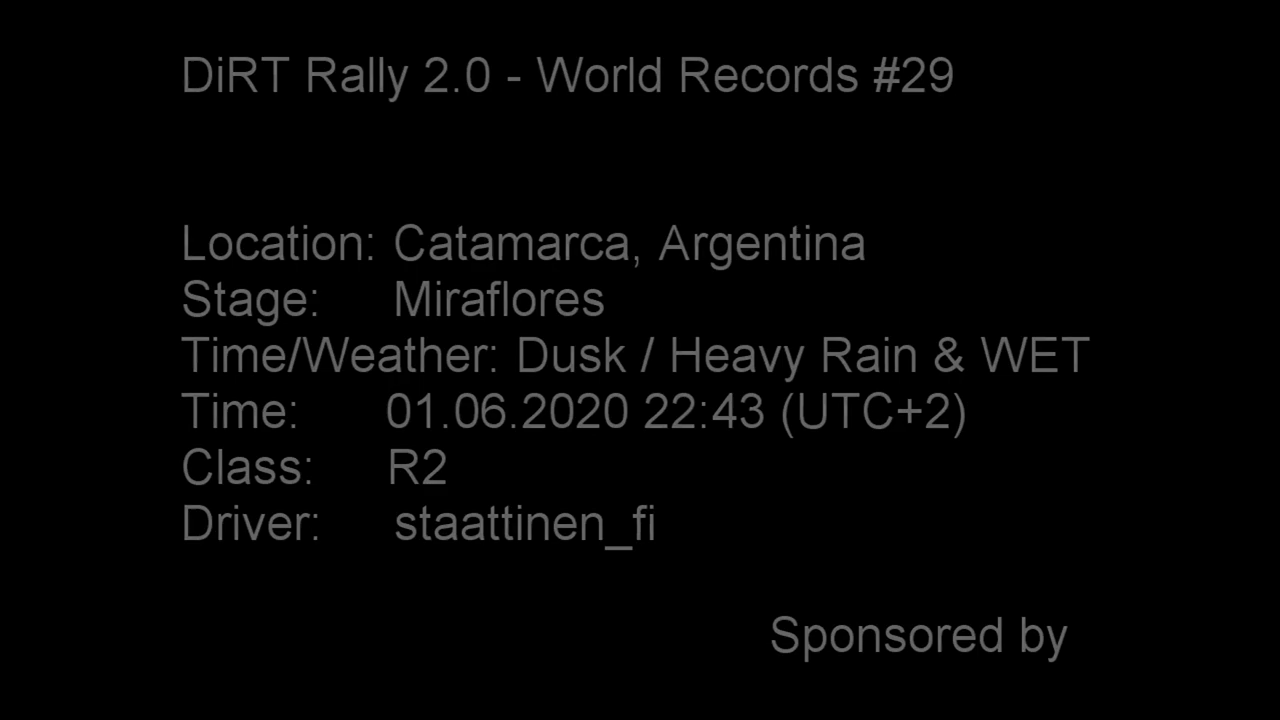 DiRT Rally 2.0 - World Records #29
Location: Catamarca, Argentina
Stage: Miraflores
Time/Weather: Dusk / Heavy Rain & WET
Time: 01.06.2020 22:43 (UTC+2)
Class: R2
Driver: staattinen_fi
Sponsored by